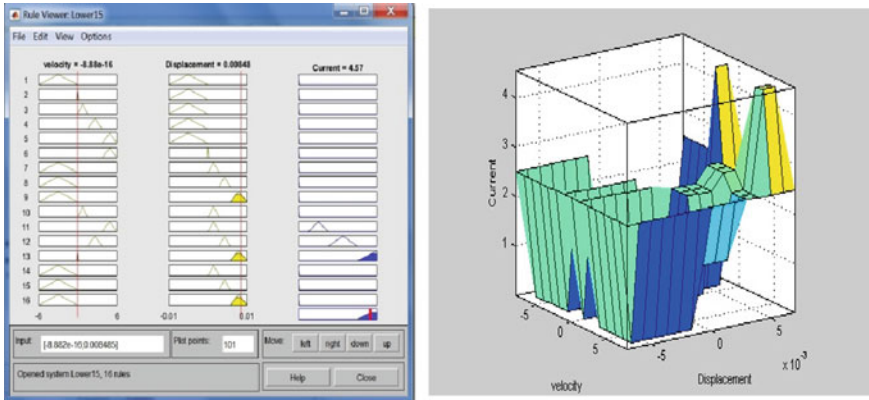 Rule Viewer: Lower15
File Edit View Options
velocity = -8.88e-16
Displacement = 0.00848
Current = 4.57
1
2
3
4
5
6
7
8
9
10
11
12
13
14
15
16
-6 6
-0.01 0.01
Input: [-8.882e-16;0.008485]
Plot points: 101
Move: left right down up
Opened system Lower15, 16 rules
Help Close
4
3
2
1
Current
-5
0
5
velocity
-5
0
5
x 10-3
Displacement